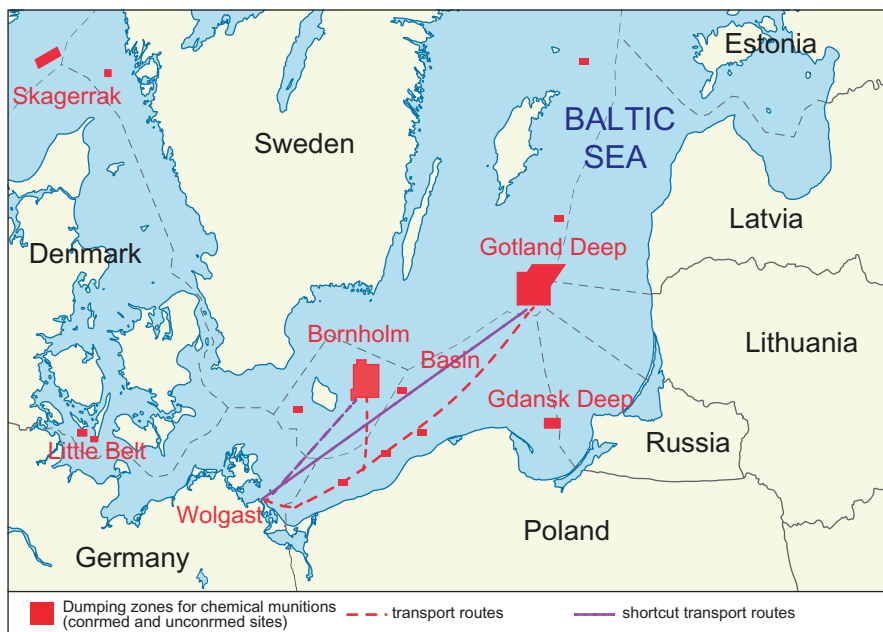 Estonia
Skagerrak
BALTIC
SEA
Sweden
Latvia
Denmark
Gotland Deep
Bornholm
Basin
Lithuania
Gdansk Deep
Little Belt
Russia
Wolgast
Poland
Germany
Dumping zones for chemical munitions
(conrmed and unconrmed sites)
transport routes
shortcut transport routes